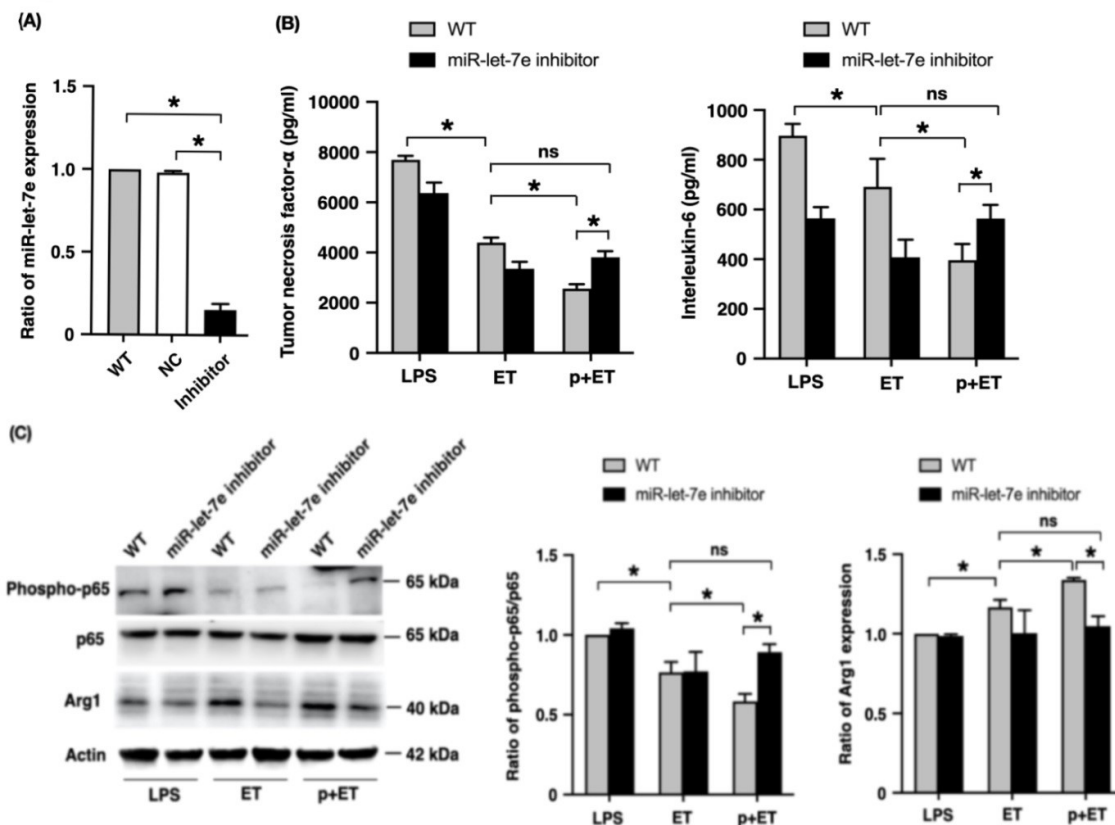 (A)
Ratio of miR-let-7e expression
1.5
1.0
0.5
0
*
*
WT
NC
Inhibitor
(B)
WT
miR-let-7e inhibitor
Tumor necrosis factor-α (pg/ml)
10000
8000
6000
4000
2000
0
*
ns
*
*
LPS
ET
p+ET
WT
miR-let-7e inhibitor
Interleukin-6 (pg/ml)
1000
800
600
400
200
0
*
ns
*
*
LPS
ET
p+ET
(C)
WT
miR-let-7e inhibitor
WT
miR-let-7e inhibitor
WT
miR-let-7e inhibitor
Phospho-p65
65 kDa
p65
65 kDa
Arg1
40 kDa
Actin
42 kDa
LPS
ET
p+ET
WT
miR-let-7e inhibitor
Ratio of phospho-p65/p65
1.5
1.0
0.5
0
*
ns
*
*
LPS
ET
p+ET
WT
miR-let-7e inhibitor
Ratio of Arg1 expression
1.5
1.0
0.5
0
*
ns
*
*
LPS
ET
p+ET